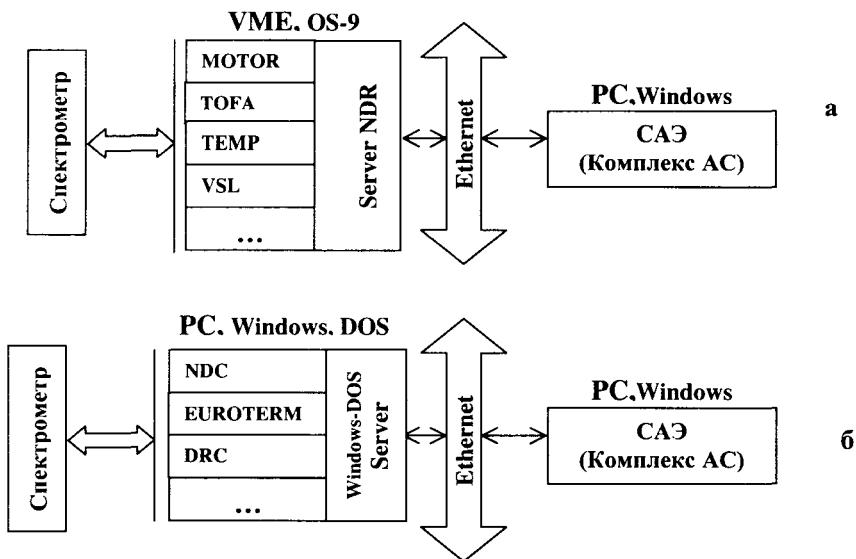 VME, OS-9
Спектрометр
MOTOR
TOFA
TEMP
VSL
...
Server NDR
Ethernet
PC,Windows
САЭ
(Комплекс АС)
а
PC, Windows, DOS
Спектрометр
NDC
EUROTERM
DRC
...
Windows-DOS
Server
Ethernet
PC,Windows
САЭ
(Комплекс АС)
б